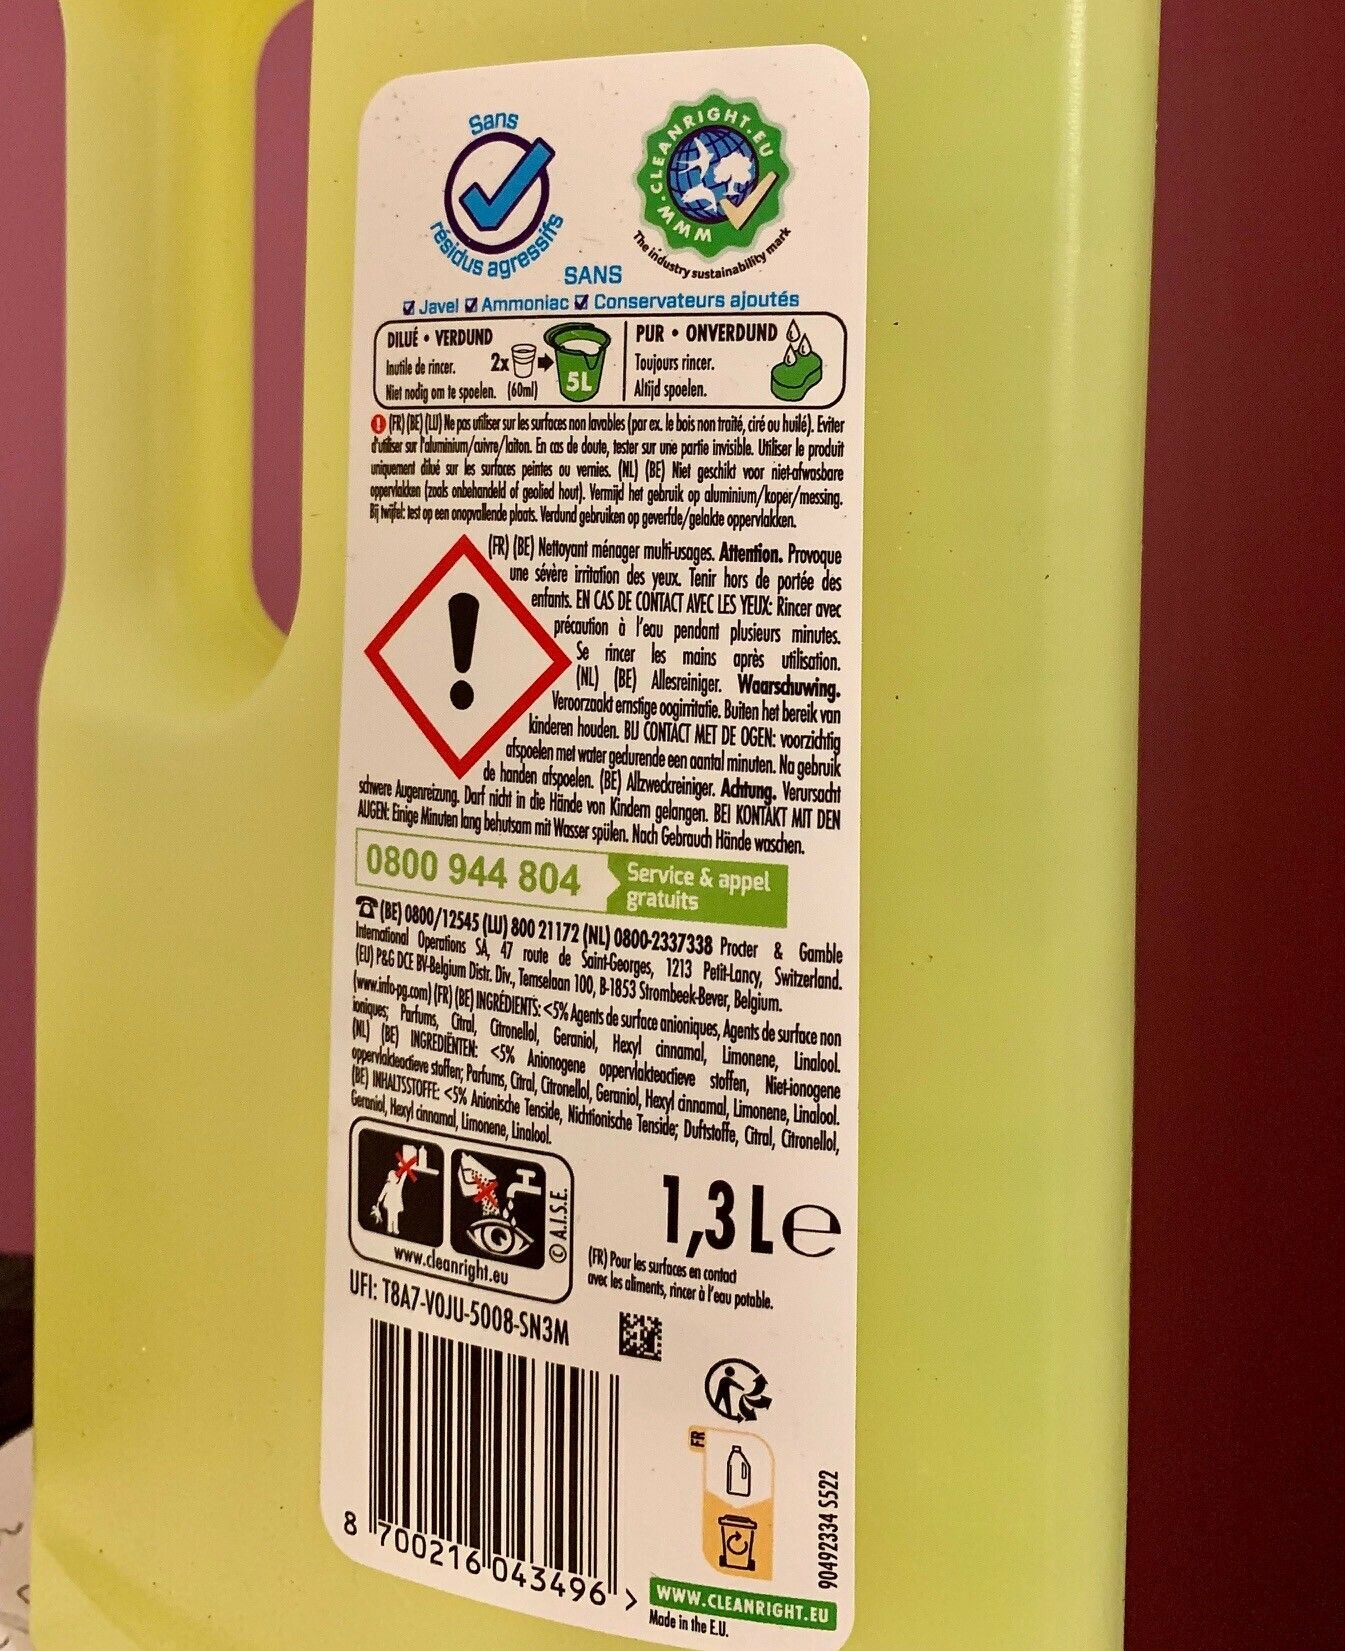 Sans
résidus agressifs
WWW.CLEANRIGHT.EU
The industry sustainability mark
SANS
Javel Ammoniac Conservateurs ajoutés
DILUÉ • VERDUND
Inutile de rincer.
Niet nodig om te spoelen.
2x
(60ml)
5L
PUR • ONVERDUND
Toujours rincer.
Altijd spoelen.
(FR) (BE) (LU) Ne pas utiliser sur les surfaces non lavables (par ex. le bois non traité, ciré ou huilé). Eviter
d'utiliser sur l'aluminium/cuivre/laiton. En cas de doute, tester sur une partie invisible. Utiliser le produit
uniquement dilué sur les surfaces peintes ou vernies. (NL) (BE) Niet geschikt voor niet-afwasbare
oppervlakken (zoals onbehandeld of geolied hout). Vermijd het gebruik op aluminium/koper/messing.
Bij twijfel: test op een onopvallende plaats. Verdund gebruiken op geverfde/gelakte oppervlakken.
(FR) (BE) Nettoyant ménager multi-usages. Attention. Provoque
une sévère irritation des yeux. Tenir hors de portée des
enfants. EN CAS DE CONTACT AVEC LES YEUX: Rincer avec
précaution à l'eau pendant plusieurs minutes.
Se rincer les mains après utilisation.
(NL) (BE) Allesreiniger. Waarschuwing.
Veroorzaakt ernstige oogirritatie. Buiten het bereik van
kinderen houden. BIJ CONTACT MET DE OGEN: voorzichtig
afspoelen met water gedurende een aantal minuten. Na gebruik
de handen afspoelen. (BE) Allzweckreiniger. Achtung. Verursacht
schwere Augenreizung. Darf nicht in die Hände von Kindern gelangen. BEI KONTAKT MIT DEN
AUGEN: Einige Minuten lang behutsam mit Wasser spülen. Nach Gebrauch Hände waschen.
0800 944 804
Service & appel
gratuits
(BE) 0800/12545 (LU) 800 21172 (NL) 0800-2337338 Procter & Gamble
International Operations SA, 47 route de Saint-Georges, 1213 Petit-Lancy, Switzerland.
(EU) P&G DCE BV-Belgium Distr. Div., Temselaan 100, B-1853 Strombeek-Bever, Belgium.
(www.info-pg.com) (FR) (BE) INGRÉDIENTS: <5% Agents de surface anioniques, Agents de surface non
ioniques; Parfums, Citral, Citronellol, Geraniol, Hexyl cinnamal, Limonene, Linalool.
(NL) (BE) INGREDIËNTEN: <5% Anionogene oppervlakteactieve stoffen, Niet-ionogene
oppervlakteactieve stoffen; Parfums, Citral, Citronellol, Geraniol, Hexyl cinnamal, Limonene, Linalool.
(BE) INHALTSSTOFFE: <5% Anionische Tenside, Nichtionische Tenside; Duftstoffe, Citral, Citronellol,
Geraniol, Hexyl cinnamal, Limonene, Linalool.
© A.I.S.E.
www.cleanright.eu
1,3 L e
(FR) Pour les surfaces en contact
avec les aliments, rincer à l'eau potable.
UFI: T8A7-V0JU-5008-SN3M
FR
90492334 S522
8 700216 043496 >
WWW.CLEANRIGHT.EU
Made in the E.U.